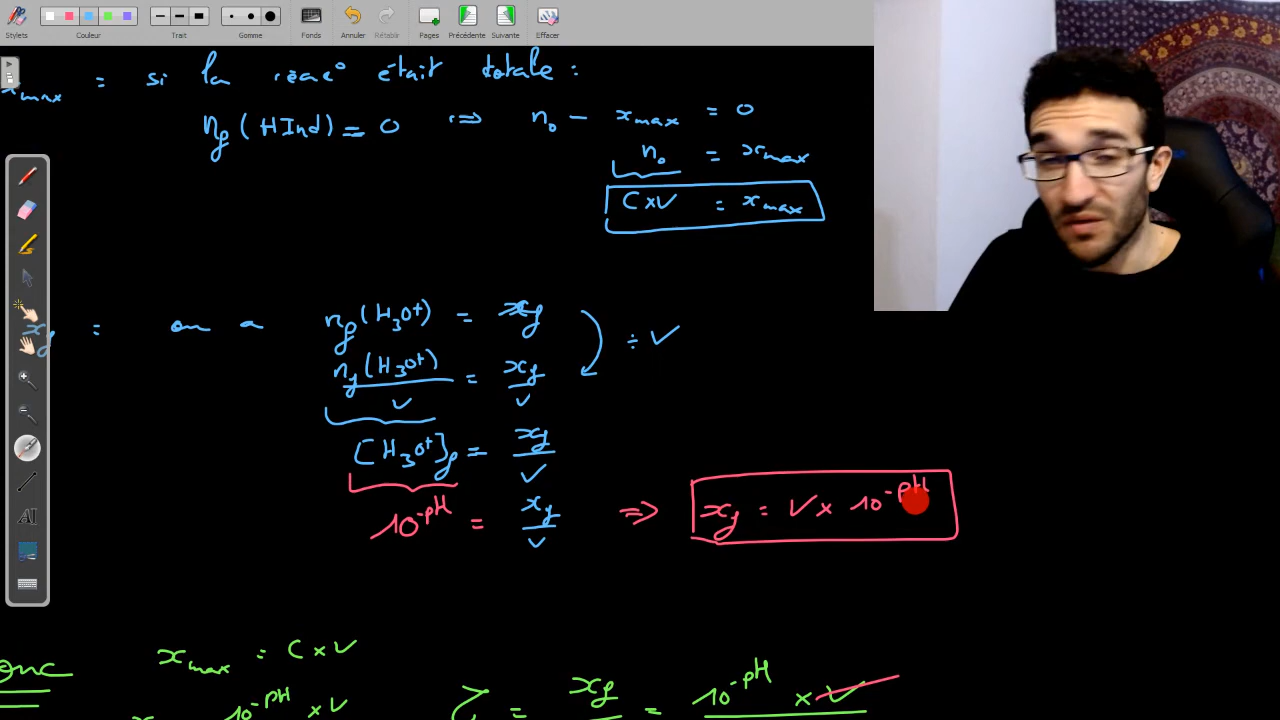 Stylets Couleur Trait Gomme Fonds Annuler Rétablir Pages Précédente Suivante Effacer
xmax = si la réac° était totale :
nf(HInd) = 0 <=> n0 - xmax = 0
n0 = xmax
C×V = xmax
xf = on a nf(H3O+) = xf
nf(H3O+)/V = xf/V ÷ V
[H3O+]f = xf/V
10^-pH = xf/V => xf = V × 10^-pH
Donc xmax = C × V
10^-pH × V
ζ = xf = 10^-pH × V